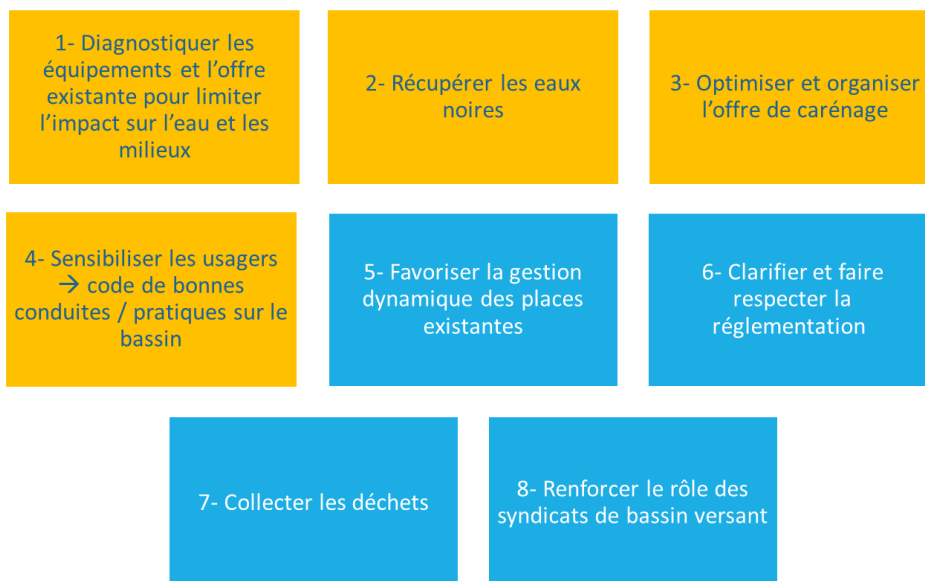 1- Diagnostiquer les
équipements et l’offre
existante pour limiter
l’impact sur l’eau et les
milieux
2- Récupérer les eaux
noires
3- Optimiser et organiser
l’offre de carénage
4- Sensibiliser les usagers
→ code de bonnes
conduites / pratiques sur le
bassin
5- Favoriser la gestion
dynamique des places
existantes
6- Clarifier et faire
respecter la
réglementation
7- Collecter les déchets
8- Renforcer le rôle des
syndicats de bassin versant